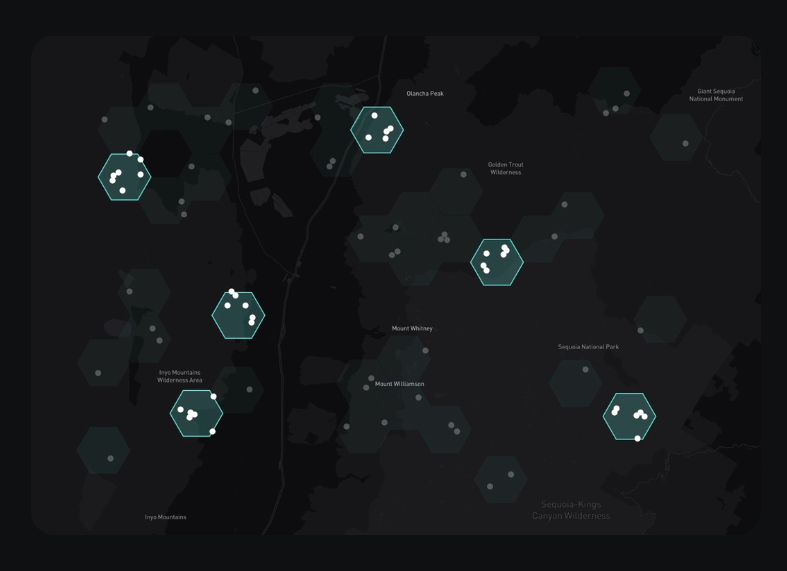 Olancha Peak
Giant Sequoia
National Monument
Golden Trout
Wilderness
Mount Whitney
Sequoia National Park
Inyo Mountains
Wilderness Area
Mount Williamson
Sequoia-Kings
Canyon Wilderness
Inyo Mountains